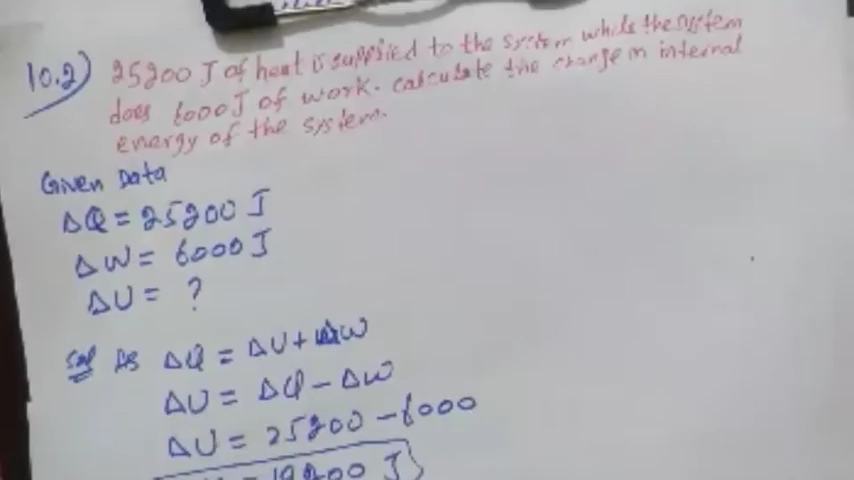 10.2) 25200 J of heat is supplied to the system while the system
does 6000 J of work. calculate the change in internal
energy of the system.
Given Data
ΔQ = 25200 J
ΔW = 6000 J
ΔU = ?
Sol As ΔQ = ΔU + ΔW
ΔU = ΔQ - ΔW
ΔU = 25200 - 6000
= 19200 J